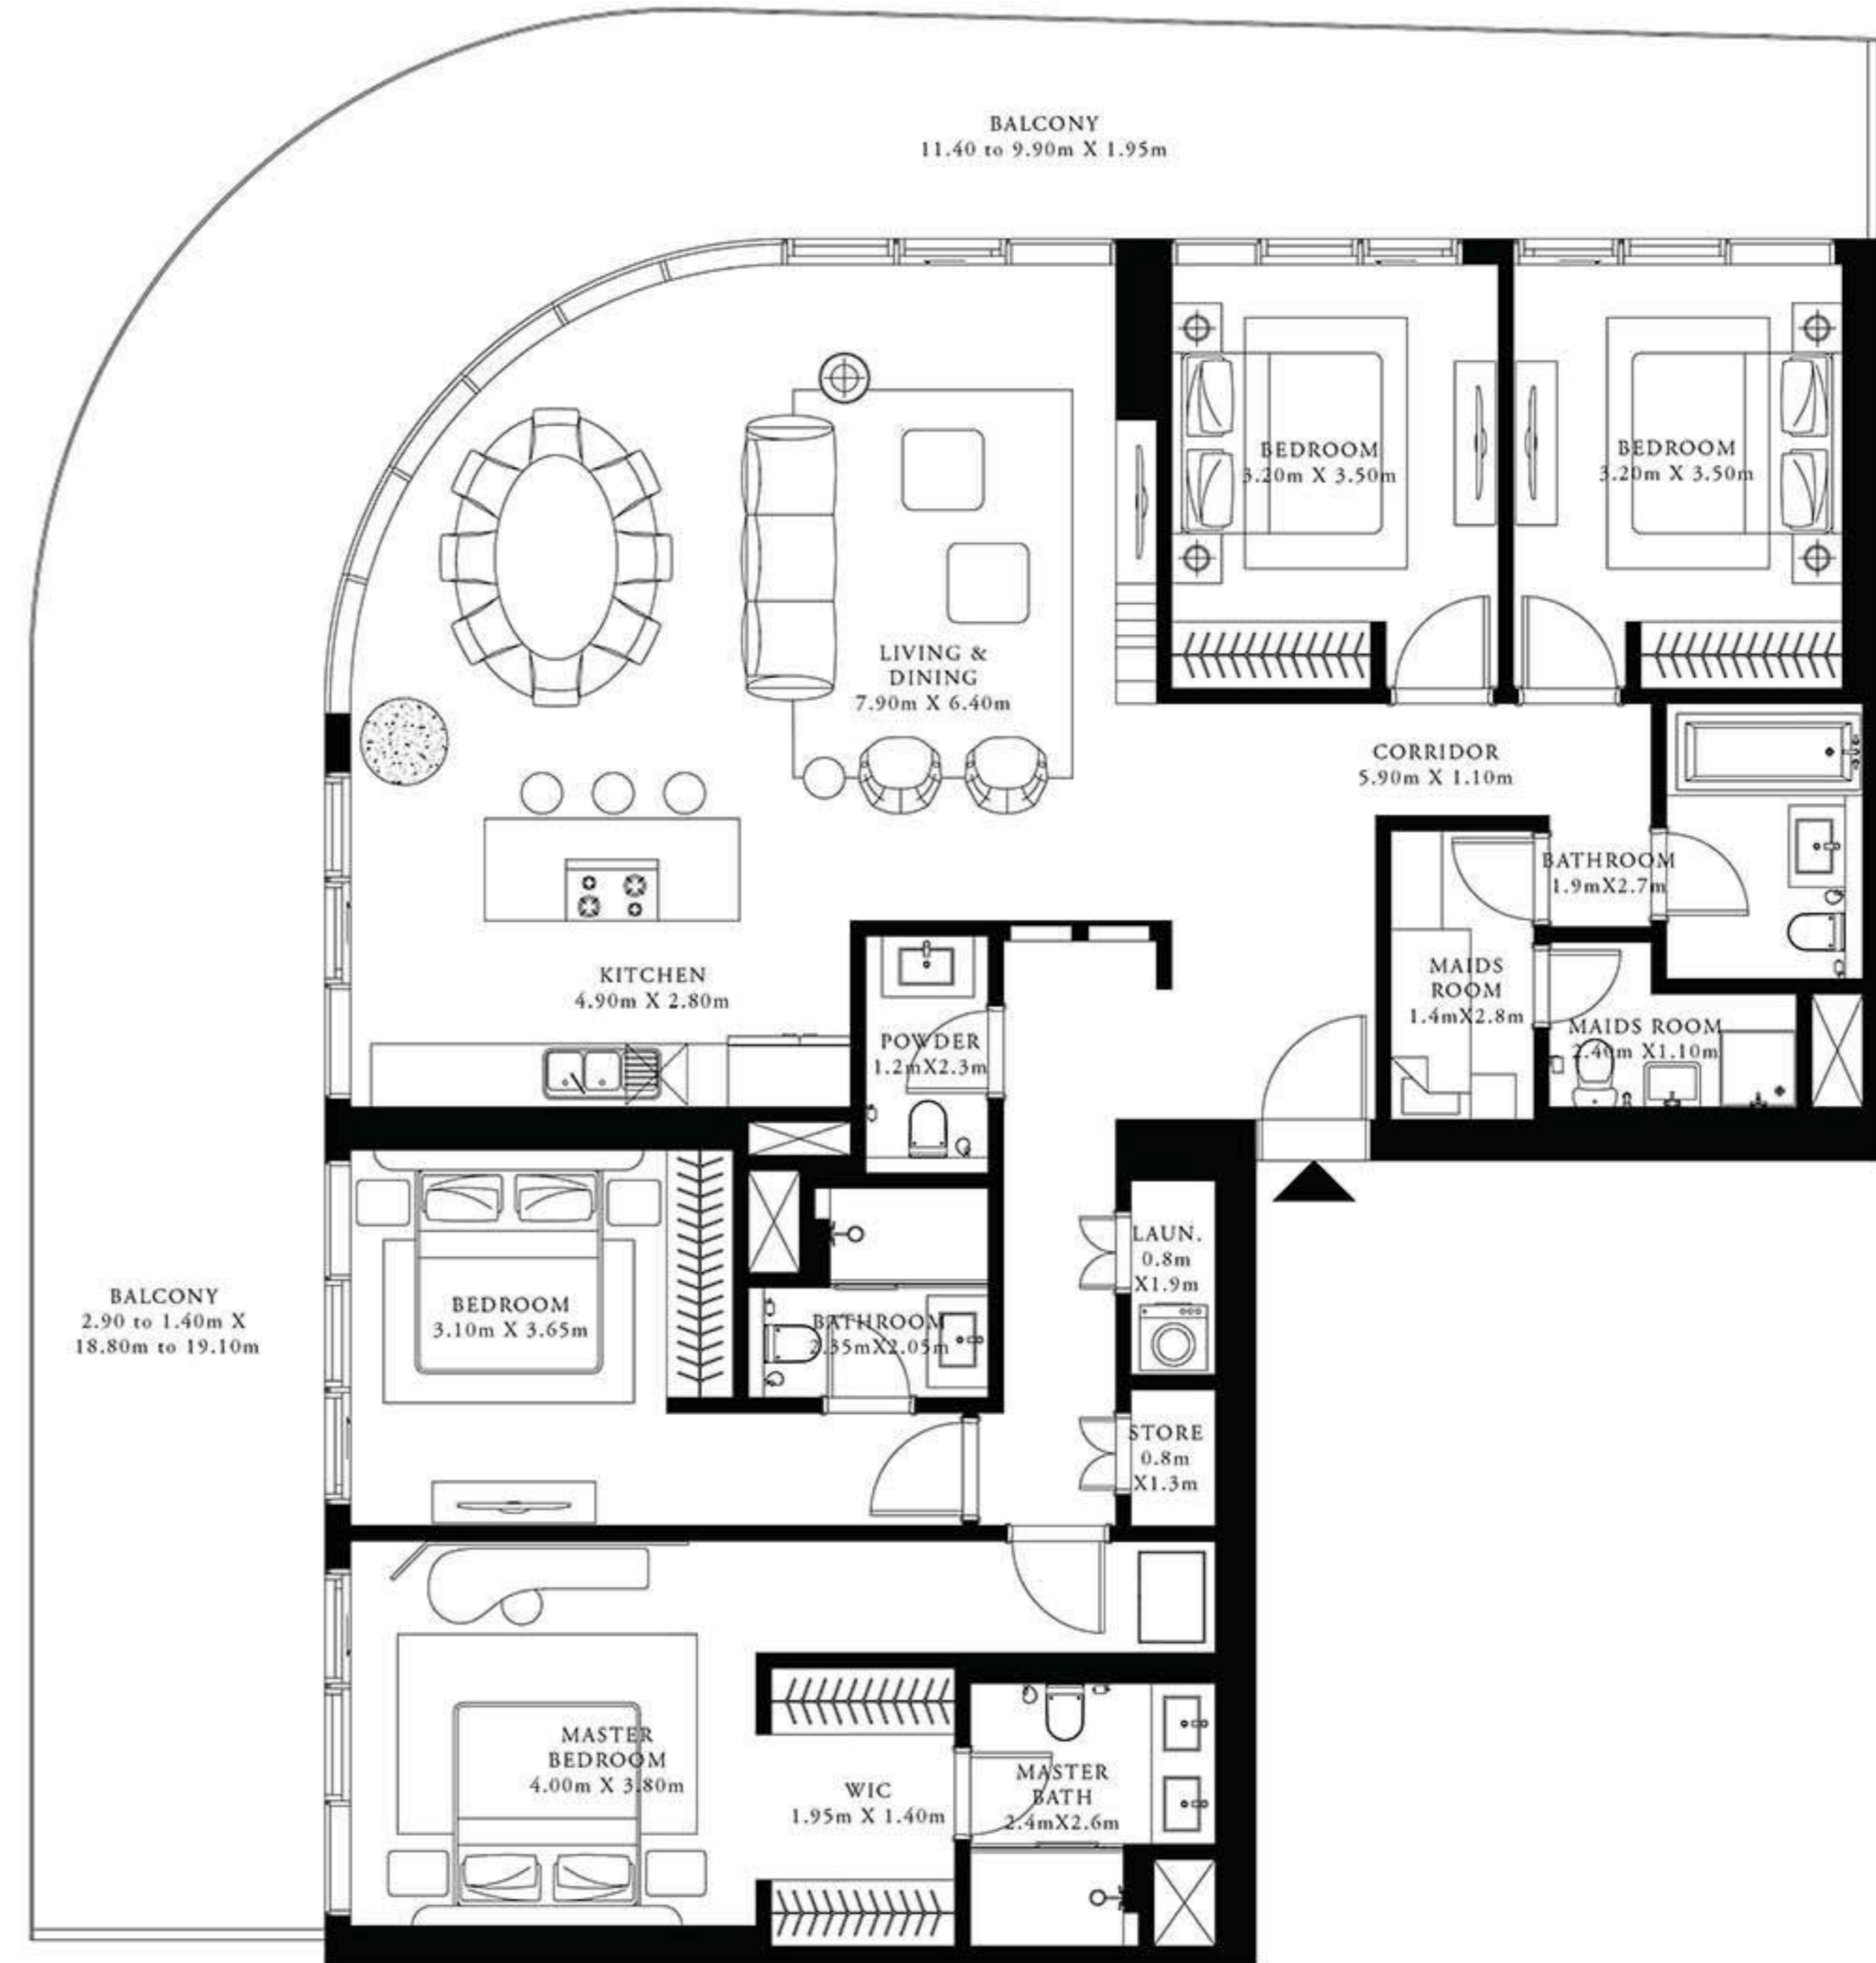 BALCONY
11.40 to 9.90m X 1.95m
BEDROOM
3.20m X 3.50m
BEDROOM
3.20m X 3.50m
LIVING &
DINING
7.90m X 6.40m
CORRIDOR
5.90m X 1.10m
BATHROOM
1.9mX2.7m
KITCHEN
4.90m X 2.80m
MAIDS
ROOM
1.4mX2.8m
POWDER
1.2mX2.3m
MAIDS ROOM
2.40m X1.10m
LAUN.
0.8m
X1.9m
BALCONY
2.90 to 1.40m X
18.80m to 19.10m
BEDROOM
3.10m X 3.65m
BATHROOM
2.35mX2.05m
STORE
0.8m
X1.3m
MASTER
BEDROOM
4.00m X 3.80m
WIC
1.95m X 1.40m
MASTER
BATH
2.4mX2.6m